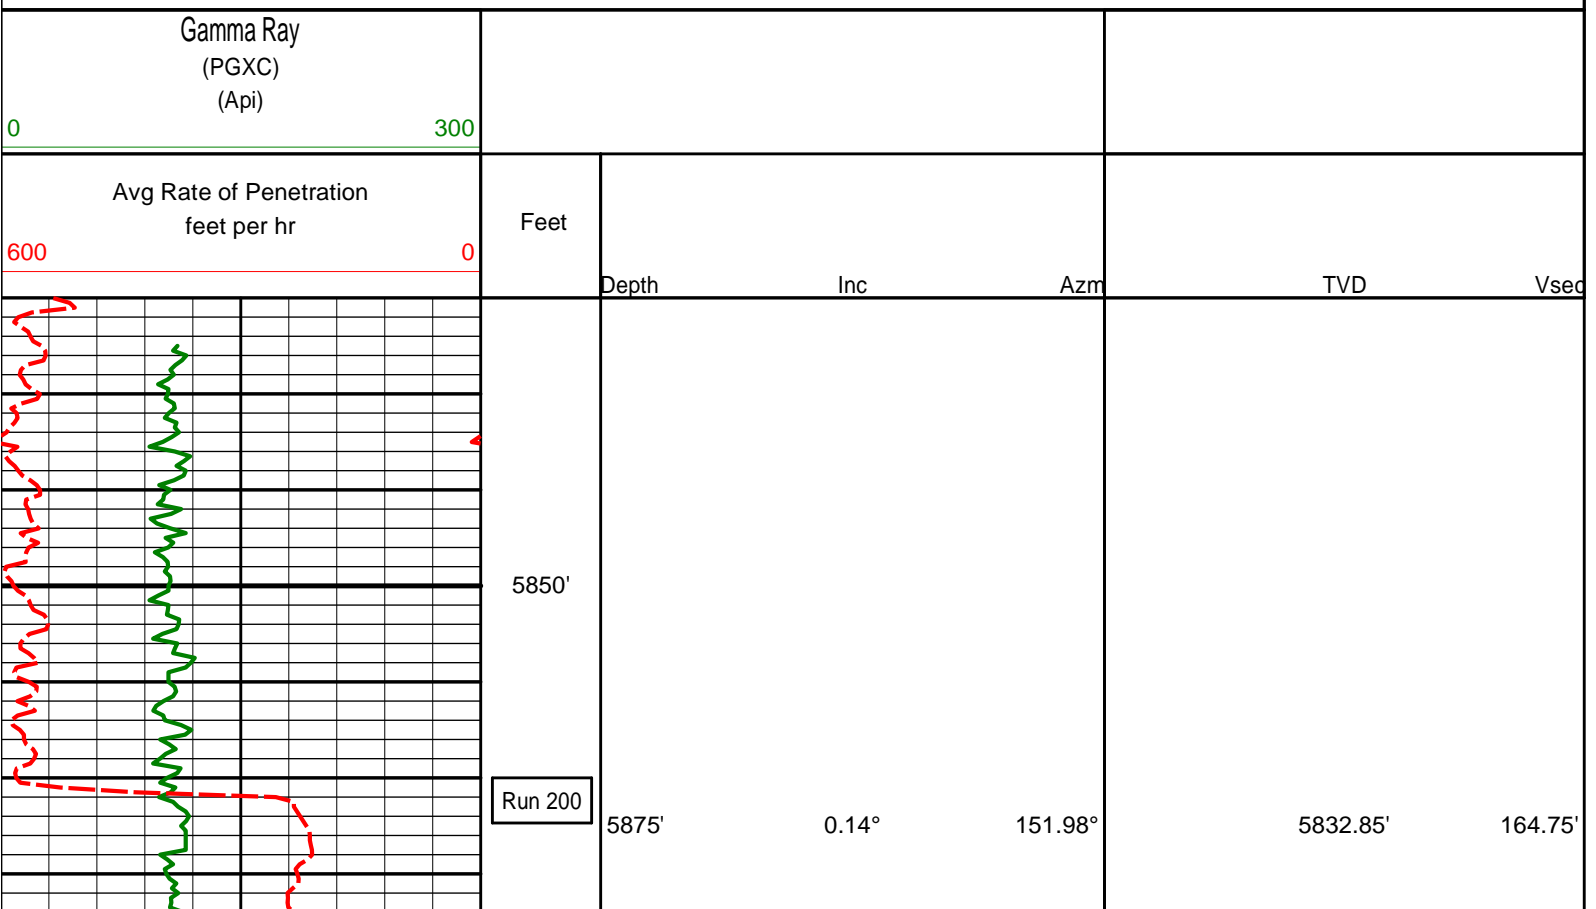 Gamma Ray
(PGXC)
(Api)
0 300
Avg Rate of Penetration
feet per hr
600 0
Feet
Depth Inc Azm TVD Vsec
5850'
Run 200
5875' 0.14° 151.98° 5832.85' 164.75'